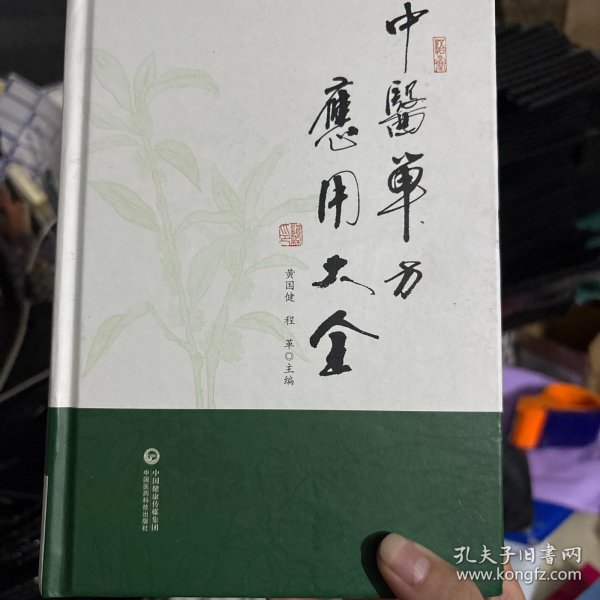 中醫单方
應用大全
黄国健 程革◎主编
中国健康传媒集团
中国医药科技出版社
孔夫子旧书网
www.kongfz.com